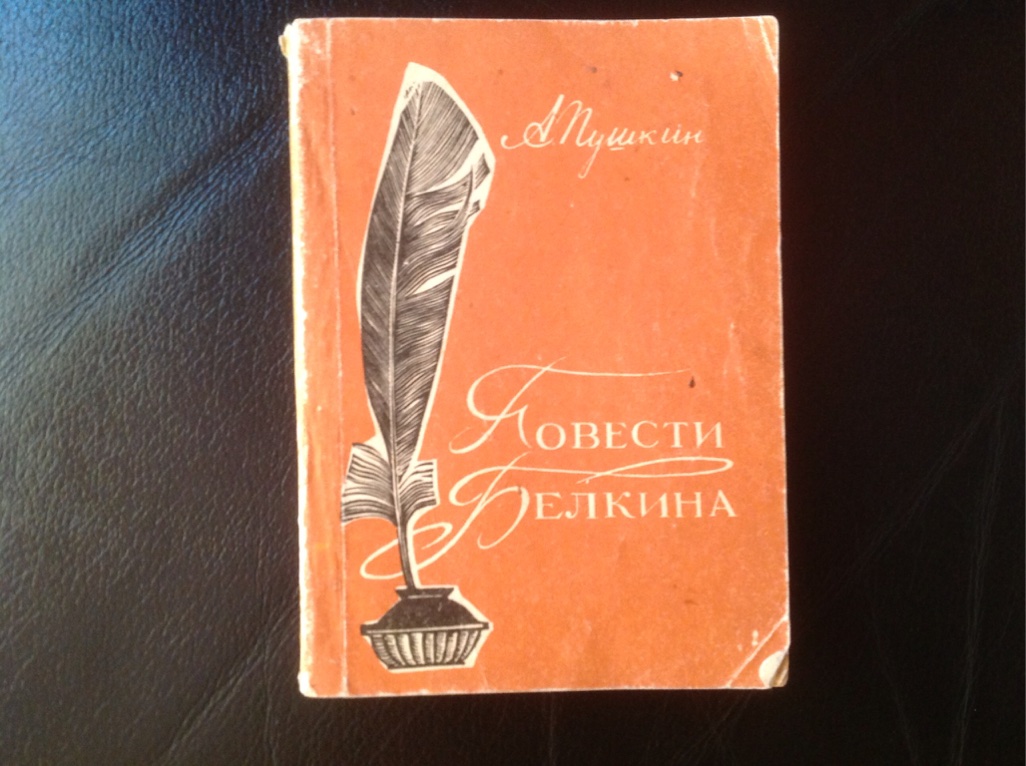 А. Пушкин
Повести
Белкина